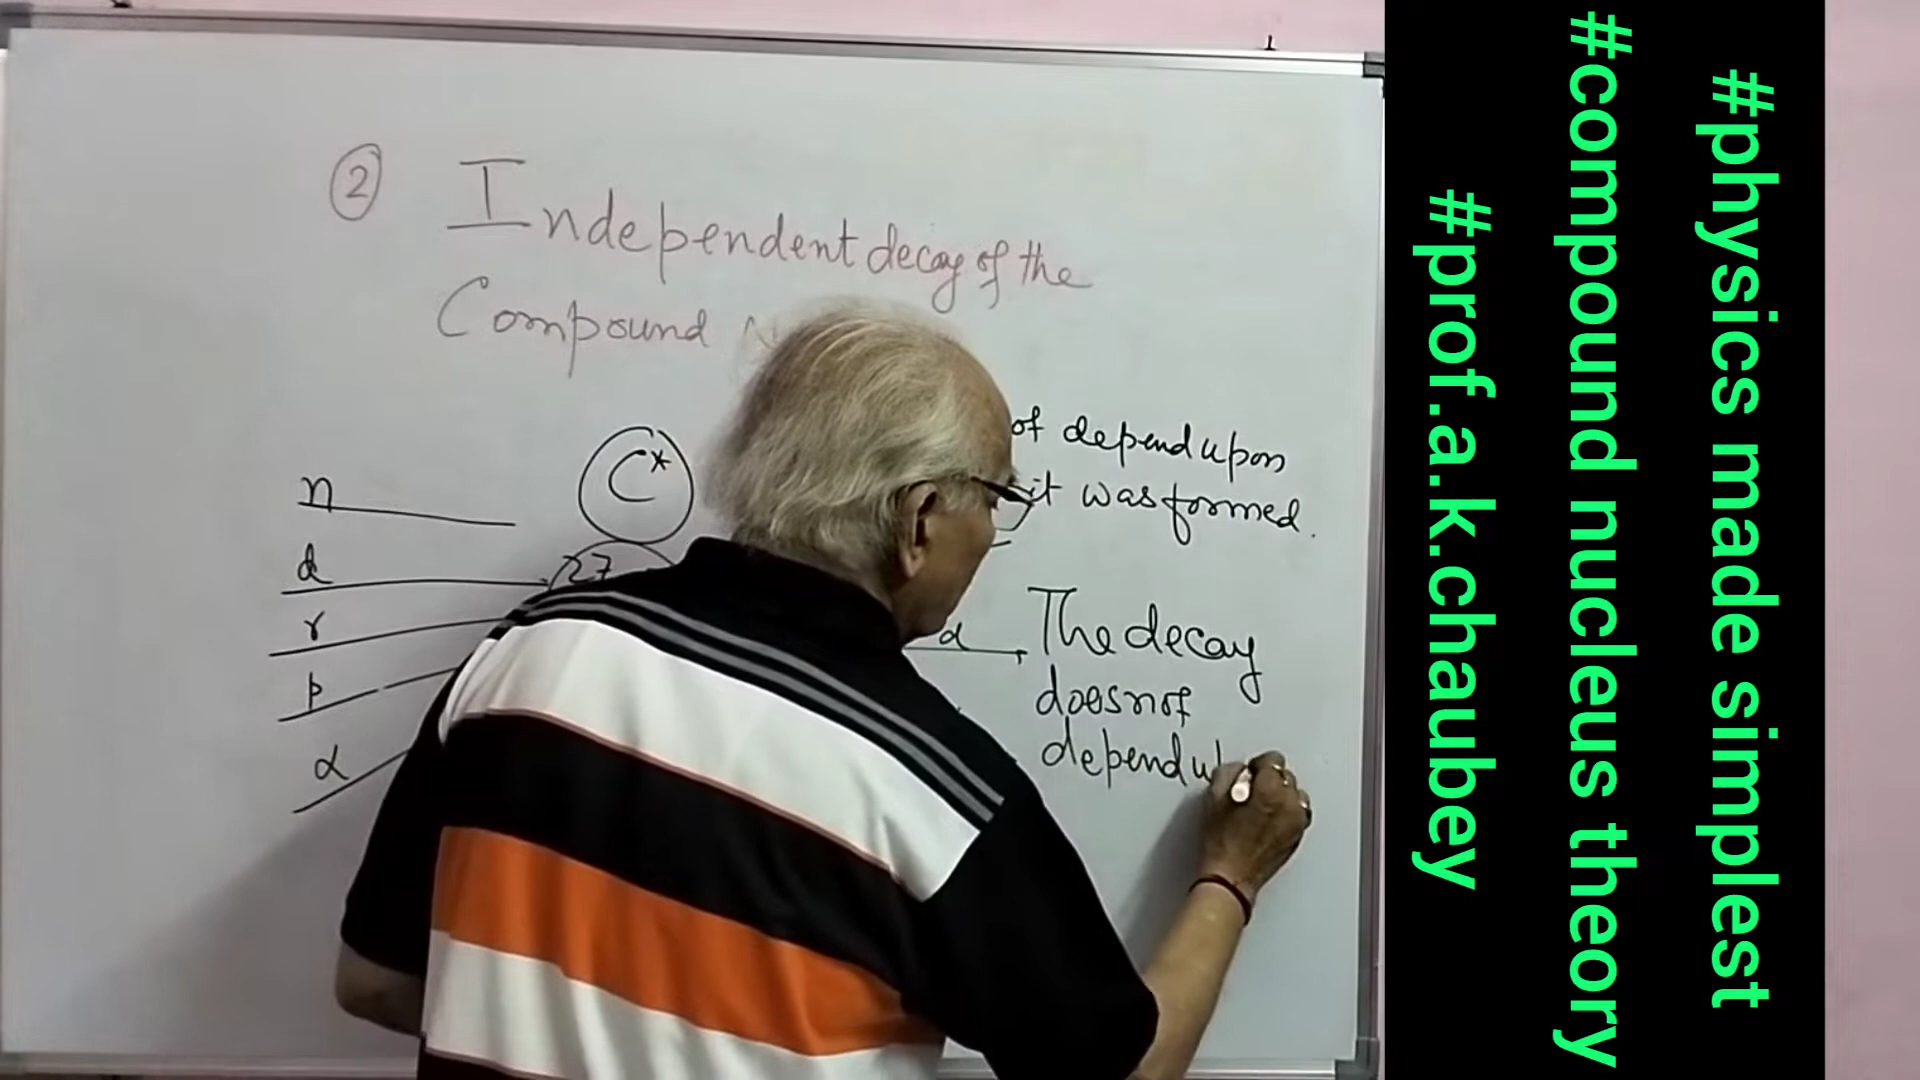 ② Independent decay of the
Compound
C*
of depend upon
it was formed.
n
d
27
r
p
α
α
The decay
does not
depend
#physics made simplest
#compound nucleus theory
#prof.a.k.chaubey